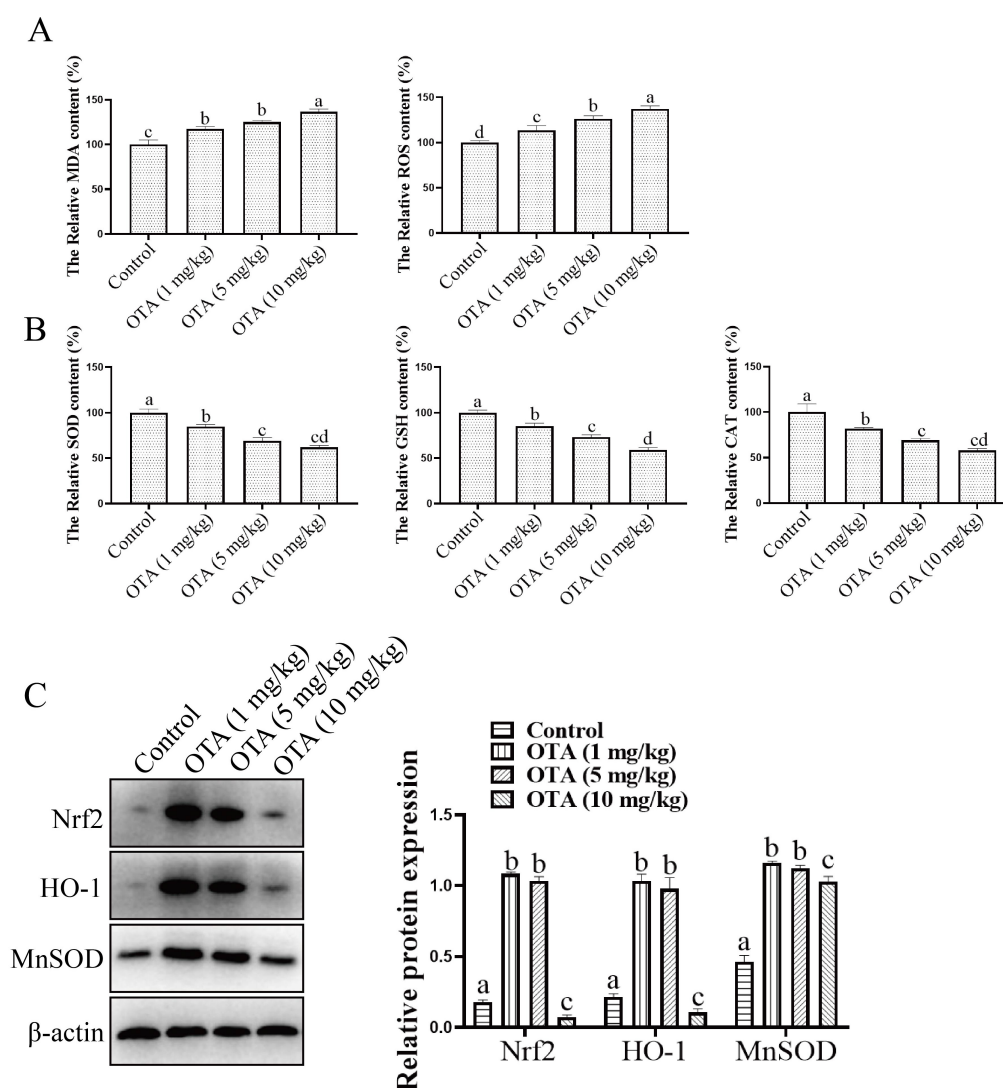 A
The Relative MDA content (%)
150
100
50
0
c
b
b
a
Control
OTA (1 mg/kg)
OTA (5 mg/kg)
OTA (10 mg/kg)
The Relative ROS content (%)
150
100
50
0
d
c
b
a
Control
OTA (1 mg/kg)
OTA (5 mg/kg)
OTA (10 mg/kg)
B
The Relative SOD content (%)
150
100
50
0
a
b
c
cd
Control
OTA (1 mg/kg)
OTA (5 mg/kg)
OTA (10 mg/kg)
The Relative GSH content (%)
150
100
50
0
a
b
c
d
Control
OTA (1 mg/kg)
OTA (5 mg/kg)
OTA (10 mg/kg)
The Relative CAT content (%)
150
100
50
0
a
b
c
cd
Control
OTA (1 mg/kg)
OTA (5 mg/kg)
OTA (10 mg/kg)
C
Control
OTA (1 mg/kg)
OTA (5 mg/kg)
OTA (10 mg/kg)
Nrf2
HO-1
MnSOD
β-actin
Control
OTA (1 mg/kg)
OTA (5 mg/kg)
OTA (10 mg/kg)
Relative protein expression
1.5
1.0
0.5
0.0
a
b
b
c
a
b
b
c
a
b
b
c
Nrf2
HO-1
MnSOD